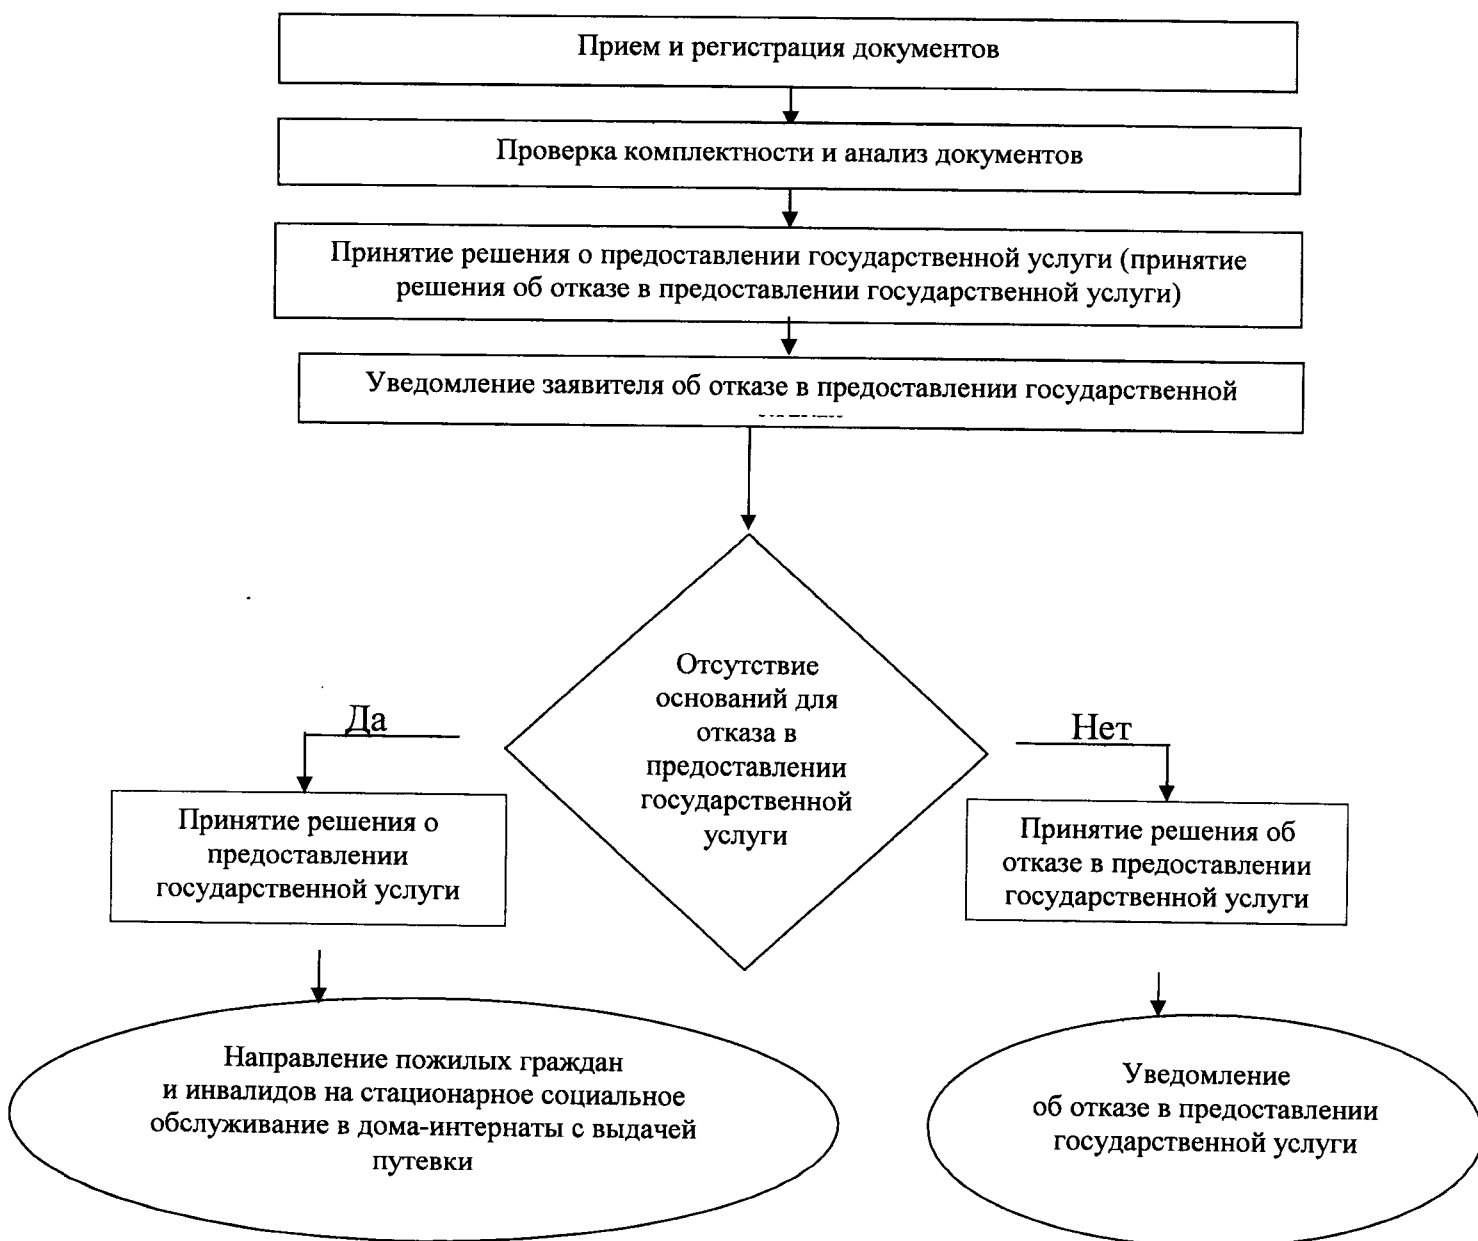 Прием и регистрация документов
Проверка комплектности и анализ документов
Принятие решения о предоставлении государственной услуги (принятие
решения об отказе в предоставлении государственной услуги)
Уведомление заявителя об отказе в предоставлении государственной
Отсутствие
оснований для
отказа в
предоставлении
государственной
услуги
Да
Нет
Принятие решения о
предоставлении
государственной услуги
Принятие решения об
отказе в предоставлении
государственной услуги
Направление пожилых граждан
и инвалидов на стационарное социальное
обслуживание в дома-интернаты с выдачей
путевки
Уведомление
об отказе в предоставлении
государственной услуги